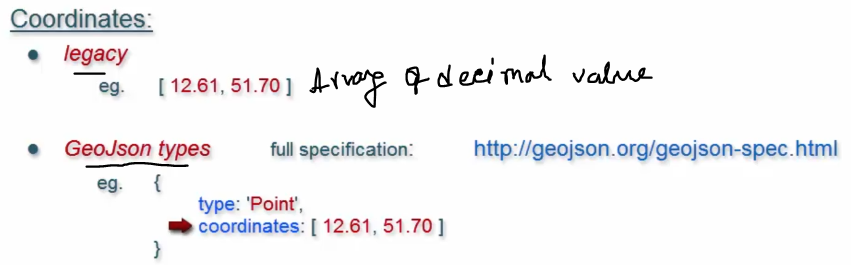 Coordinates:
• legacy
eg. [ 12.61, 51.70 ] Array of decimal value
• GeoJson types full specification: http://geojson.org/geojson-spec.html
eg. {
type: 'Point',
coordinates: [ 12.61, 51.70 ]
}